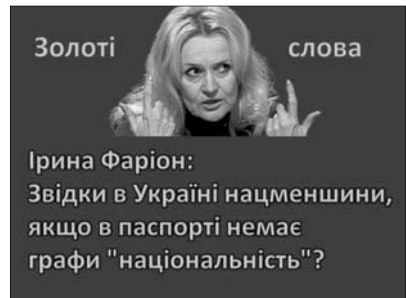 Золоті слова
Ірина Фаріон:
Звідки в Україні нацменшини,
якщо в паспорті немає
графи "національність"?